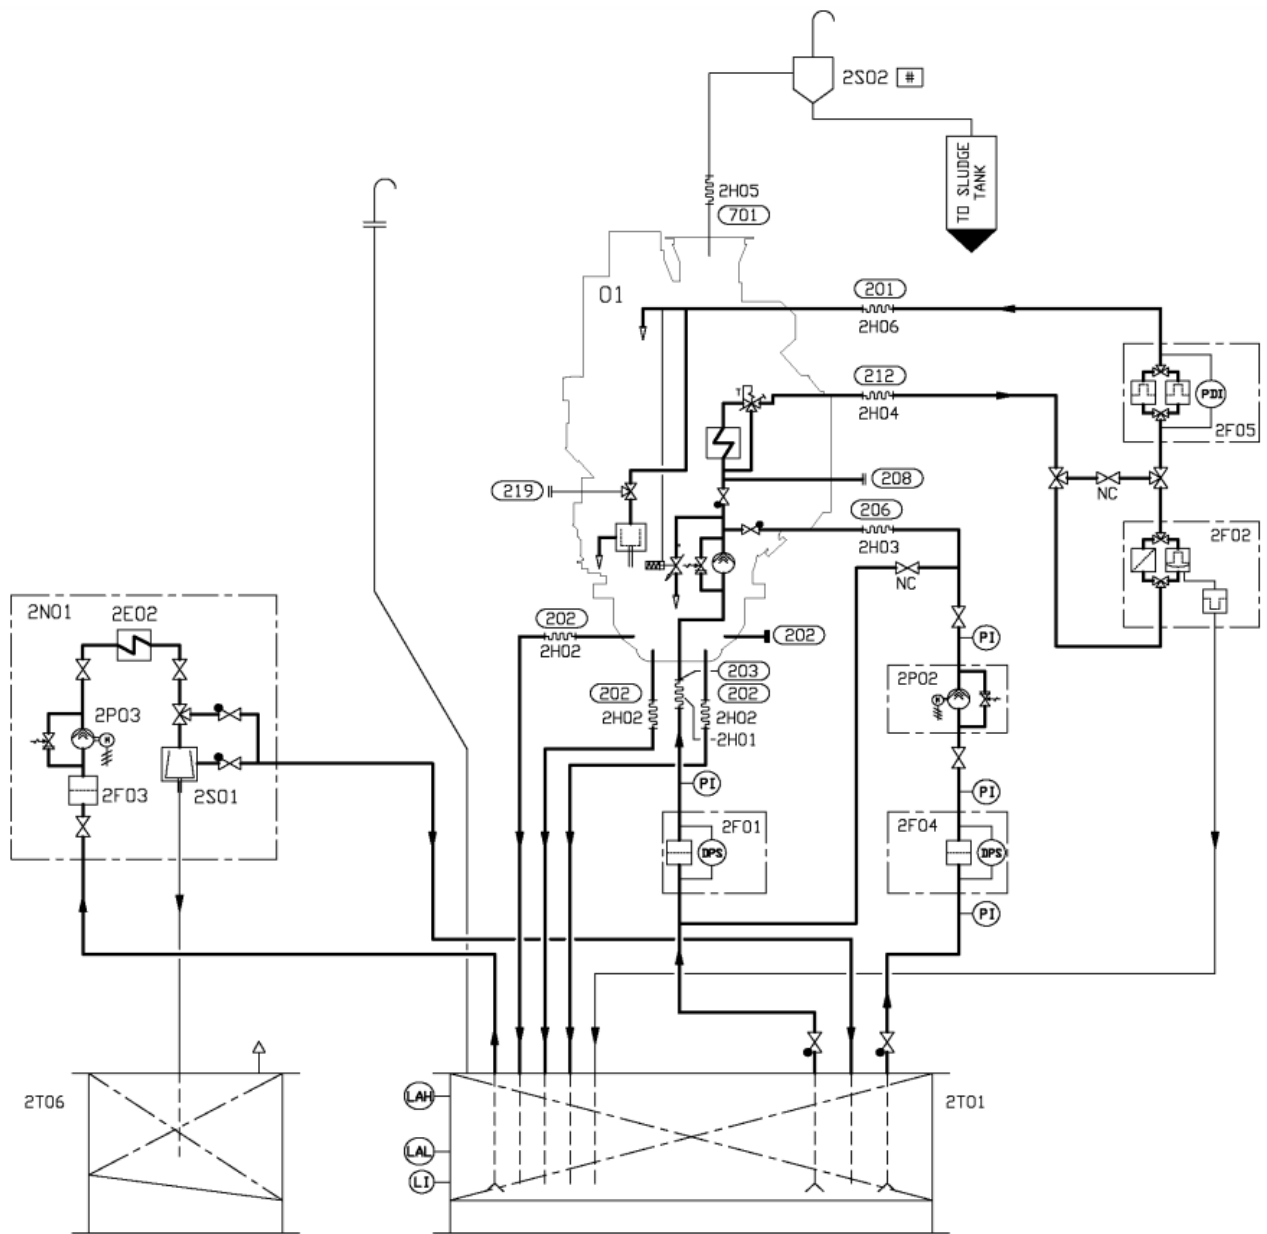 2S02 #
TO SLUDGE
TANK
2H05
701
01
201
2H06
212
2H04
PDI
2F05
219
208
NC
206
2H03
2F02
NC
2N01
2E02
202
2H02
202
PI
203
202
202
2P02
M
2P03
M
2H02
2H02
2H01
PI
PI
2F03
2S01
2F01
2F04
DPS
DPS
PI
2T06
LAH
2T01
LAL
LI
T